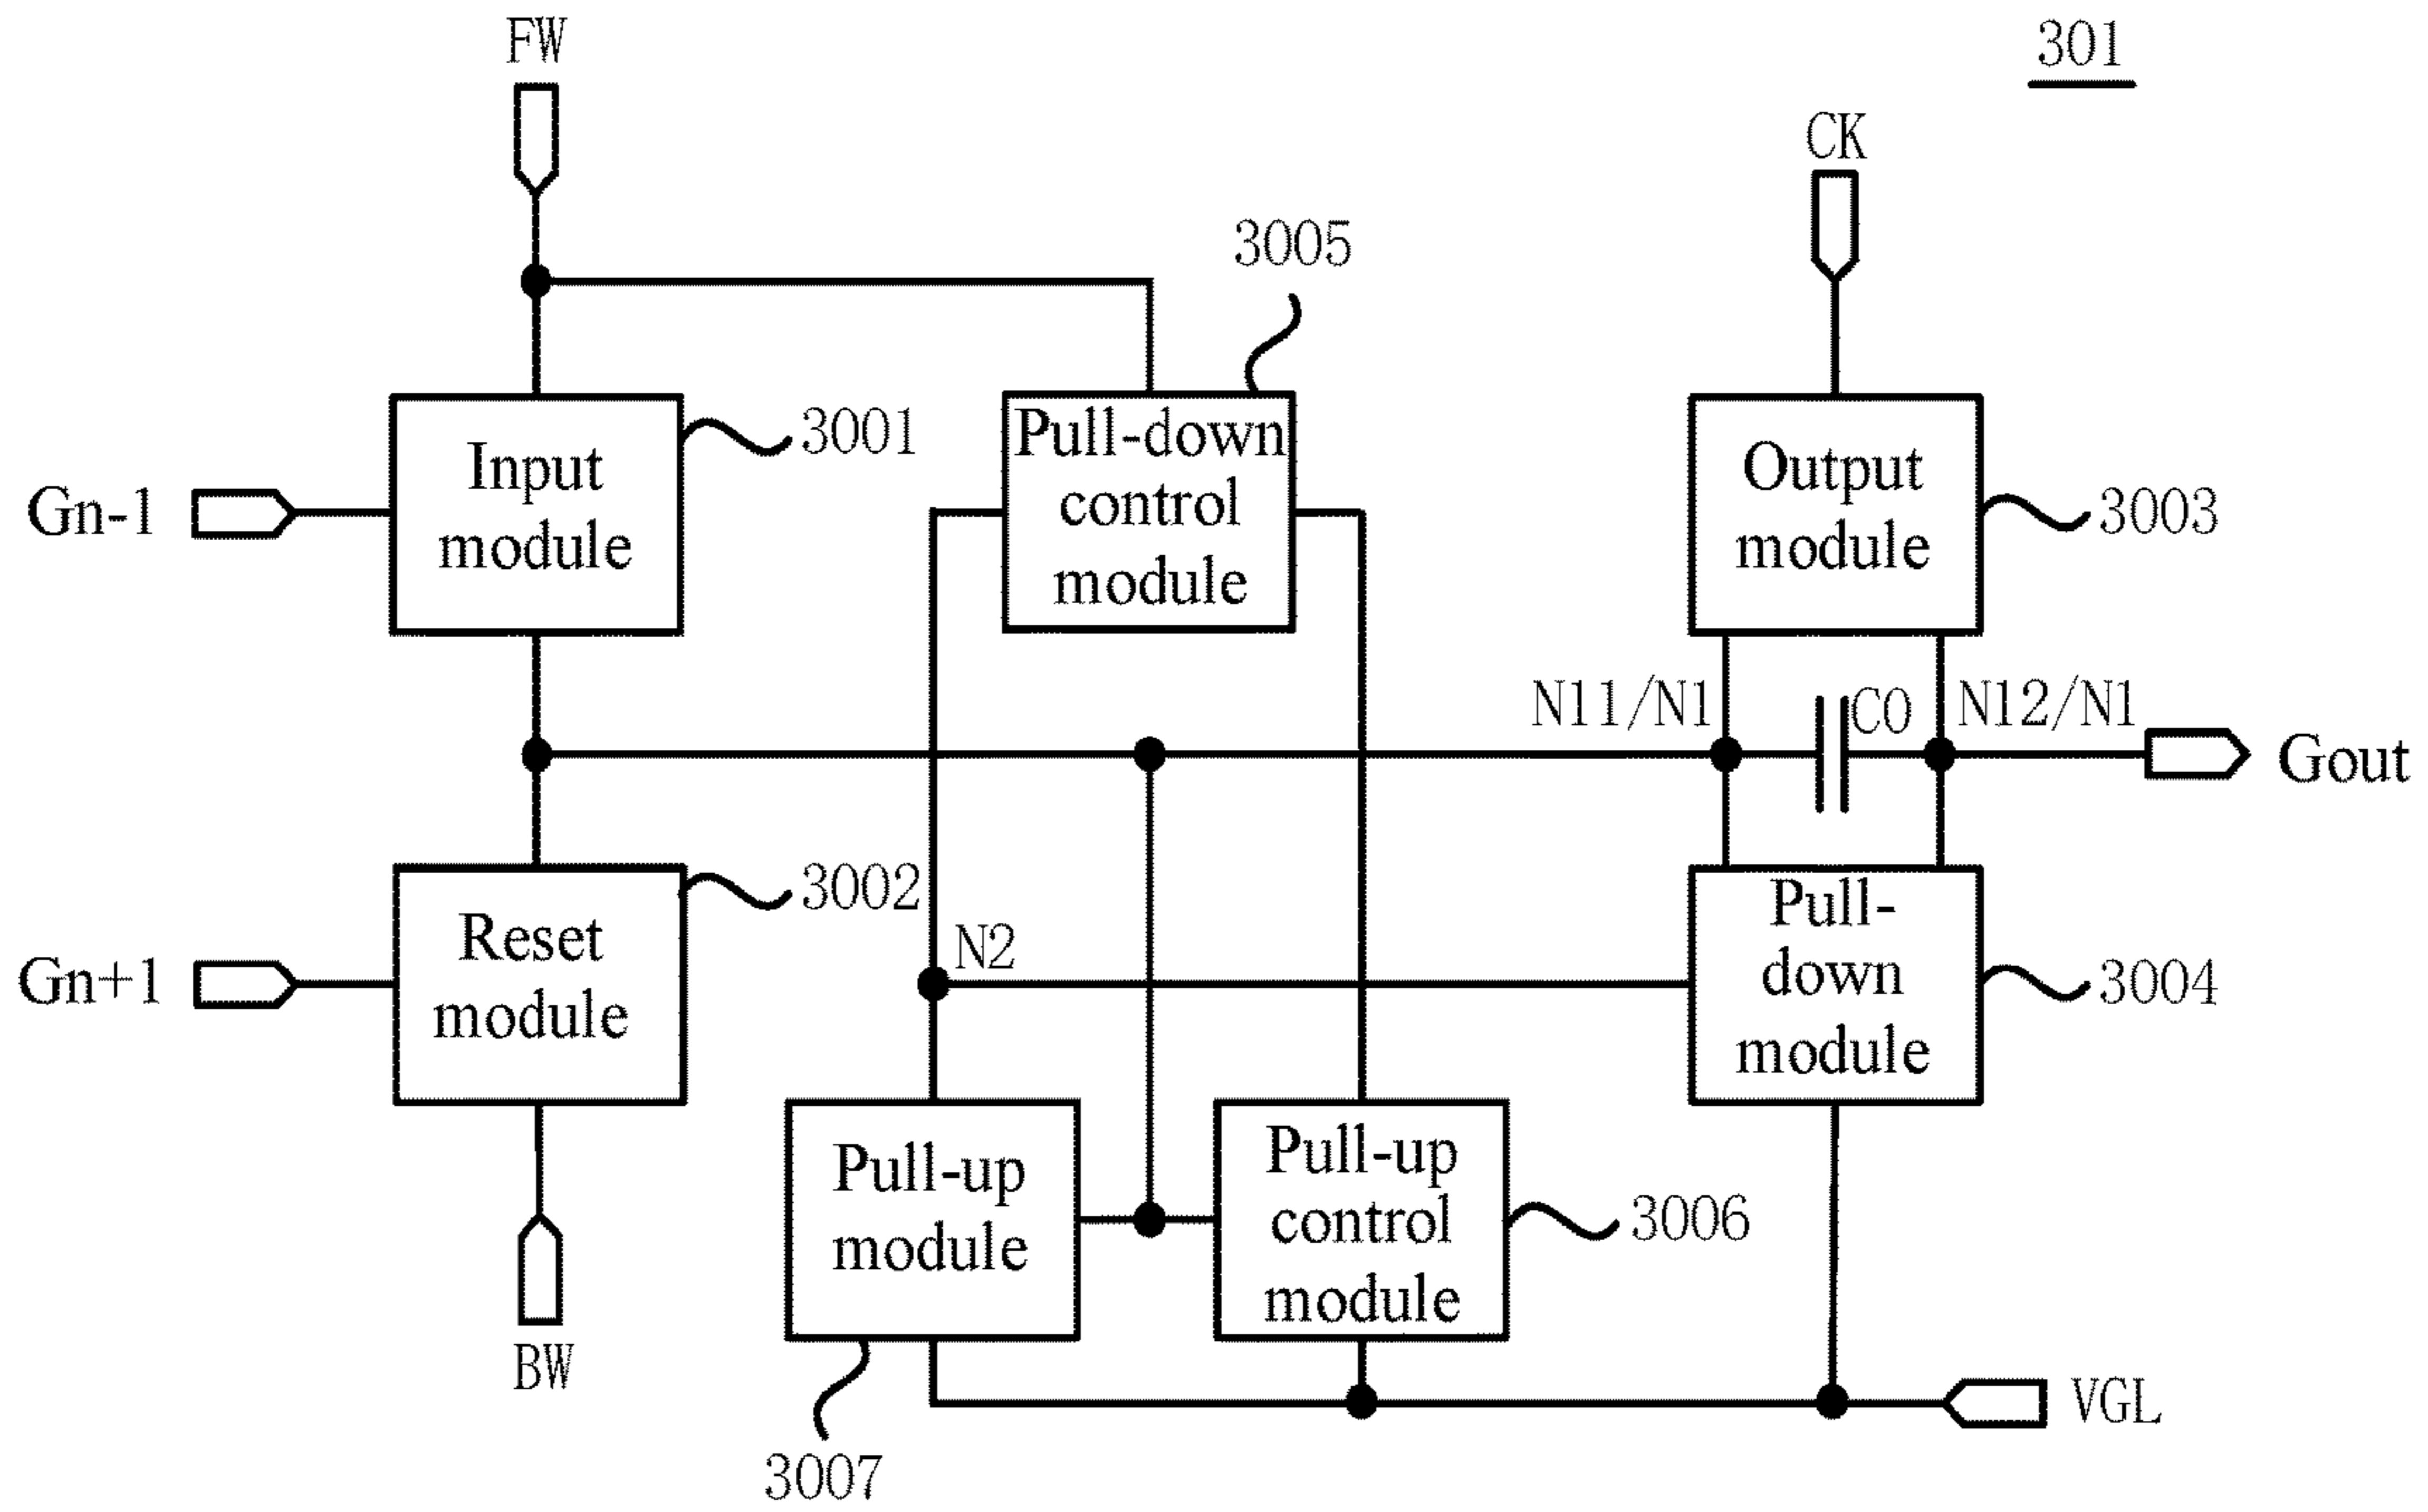 FW
301
CK
3005
3001
Input
module
Pull-down
control
module
Output
module
3003
Gn-1
N11/N1
C0
N12/N1
Gout
3002
Reset
module
Gn+1
N2
Pull-
down
module
3004
Pull-up
module
Pull-up
control
module
3006
BW
VGL
3007